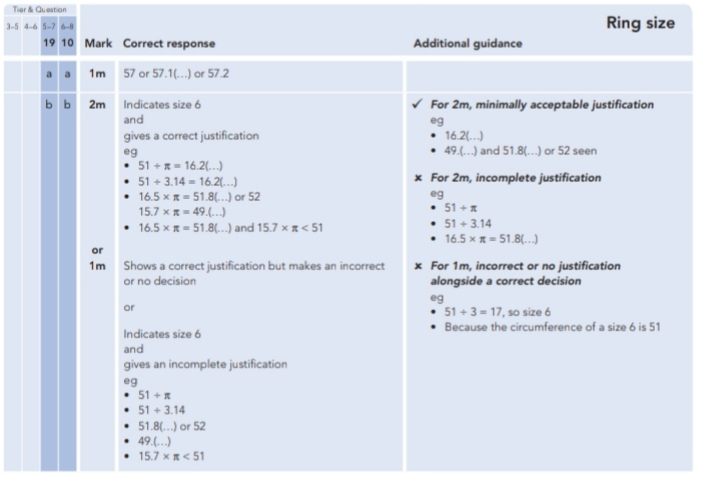 Tier & Question
3–5 4–6 5–7 6–8
Ring size
19 10 Mark Correct response Additional guidance
a a 1m 57 or 57.1(...) or 57.2
b b 2m Indicates size 6
and
gives a correct justification
eg
• 51 ÷ π = 16.2(...)
• 51 ÷ 3.14 = 16.2(...)
• 16.5 × π = 51.8(...) or 52
15.7 × π = 49.(...)
• 16.5 × π = 51.8(...) and 15.7 × π < 51
✓ For 2m, minimally acceptable justification
eg
• 16.2(...)
• 49.(...) and 51.8(...) or 52 seen
× For 2m, incomplete justification
eg
• 51 ÷ π
• 51 ÷ 3.14
• 16.5 × π = 51.8(...)
or
1m Shows a correct justification but makes an incorrect
or no decision
or
Indicates size 6
and
gives an incomplete justification
eg
• 51 ÷ π
• 51 ÷ 3.14
• 51.8(...) or 52
• 49.(...)
• 15.7 × π < 51
× For 1m, incorrect or no justification
alongside a correct decision
eg
• 51 ÷ 3 = 17, so size 6
• Because the circumference of a size 6 is 51